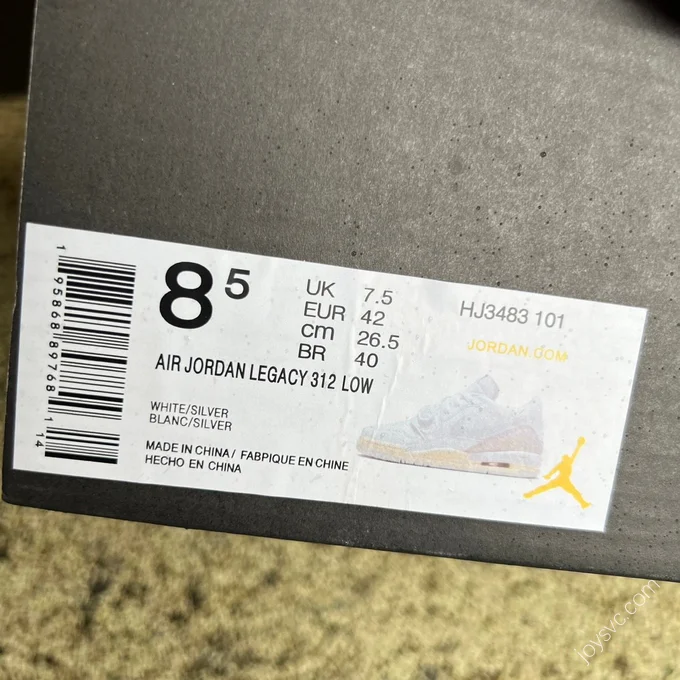 8 5
UK 7.5
EUR 42
cm 26.5
BR 40
HJ3483 101
JORDAN.COM
AIR JORDAN LEGACY 312 LOW
WHITE/SILVER
BLANC/SILVER
MADE IN CHINA/ FABPIQUE EN CHINE
HECHO EN CHINA
1 95868 89768 1 14
joysvc.com